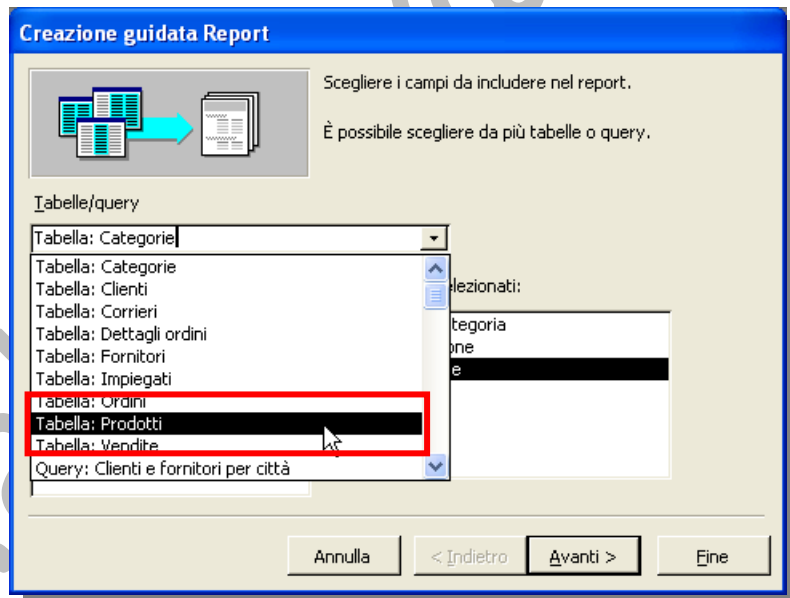 Creazione guidata Report
Scegliere i campi da includere nel report.
È possibile scegliere da più tabelle o query.
Tabelle/query
Tabella: Categorie
Tabella: Categorie
Tabella: Clienti
Tabella: Corrieri
Tabella: Dettagli ordini
Tabella: Fornitori
Tabella: Impiegati
Tabella: Ordini
Tabella: Prodotti
Tabella: Vendite
Query: Clienti e fornitori per città
elezionati:
tegoria
one
e
Annulla
< Indietro
Avanti >
Fine